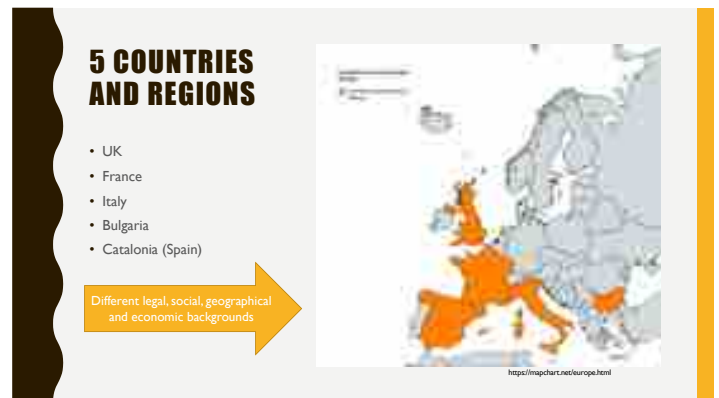 5 COUNTRIES
AND REGIONS
• UK
• France
• Italy
• Bulgaria
• Catalonia (Spain)
Different legal, social, geographical
and economic backgrounds
https://mapchart.net/europe.html